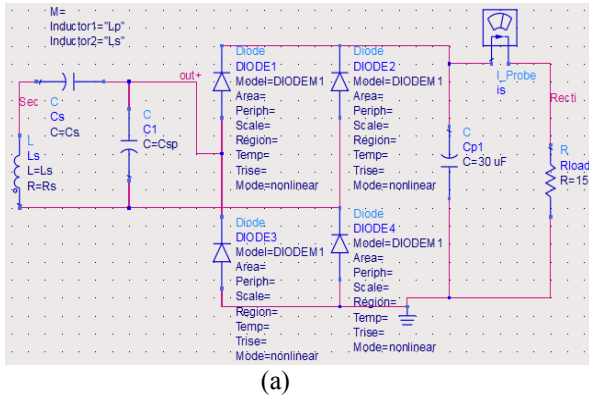 M=
Inductor1="Lp"
Inductor2="Ls"
out+
Sec
C
Cs
C=Cs
C
C1
C=Csp
L
Ls
L=Ls
R=Rs
Diode
DIODE1
Model=DIODEM1
Area=
Periph=
Scale=
Région=
Temp=
Trise=
Mode=nonlinear
Diode
DIODE2
Model=DIODEM1
Area=
Periph=
Scale=
Region=
Temp=
Trise=
Mode=nonlinear
Diode
DIODE3
Model=DIODEM1
Area=
Periph=
Scale=
Region=
Temp=
Trise=
Mode=nonlinear
Diode
DIODE4
Model=DIODEM1
Area=
Periph=
Scale=
Région=
Temp=
Trise=
Mode=nonlinear
C
Cp1
C=30 uF
I_Probe
is
Recti
R
Rload
R=15
(a)